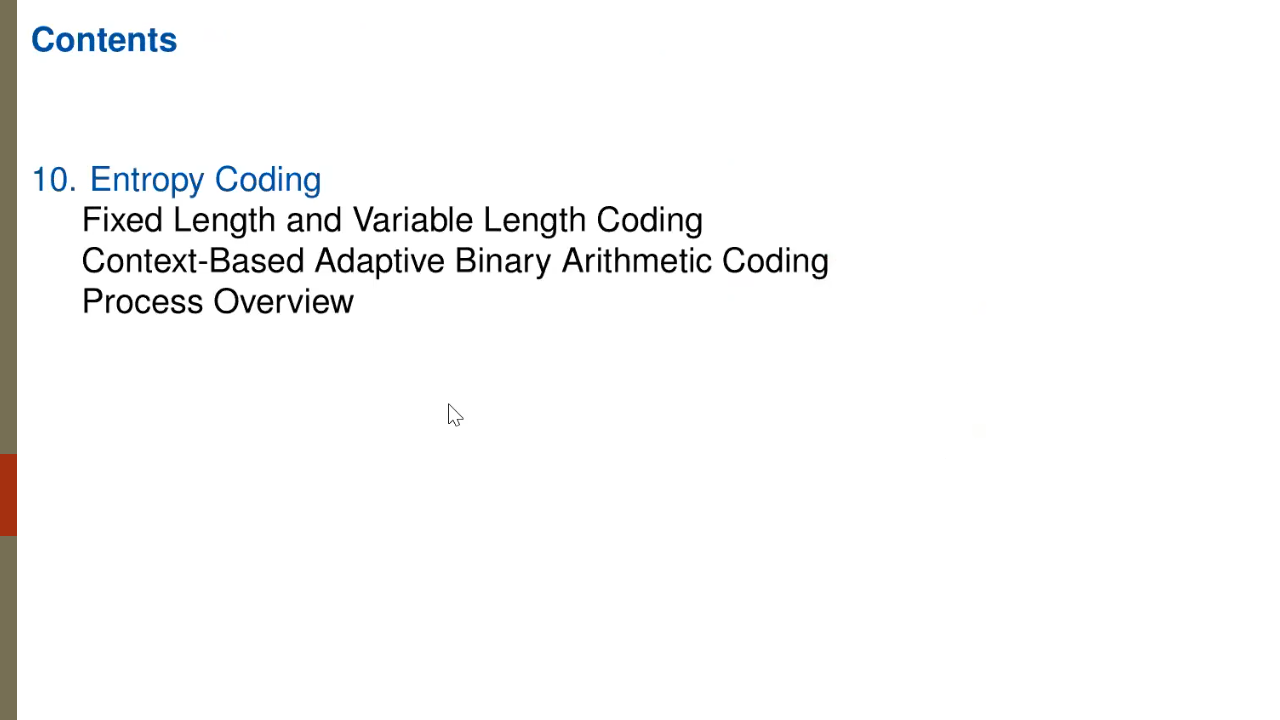 Contents
10. Entropy Coding
Fixed Length and Variable Length Coding
Context-Based Adaptive Binary Arithmetic Coding
Process Overview